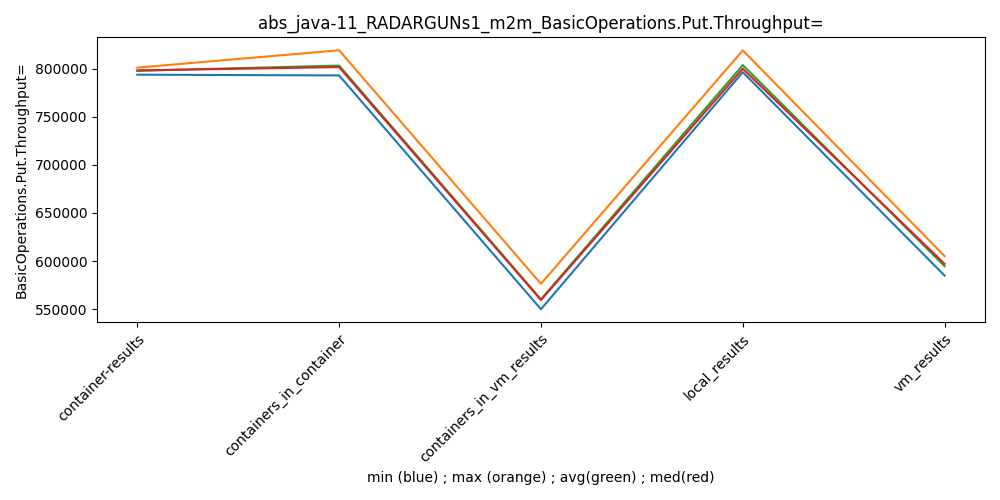 abs_java-11_RADARGUNs1_m2m_BasicOperations.Put.Throughput=
BasicOperations.Put.Throughput=
800000
750000
700000
650000
600000
550000
container-results
containers_in_container
containers_in_vm_results
local_results
vm_results
min (blue) ; max (orange) ; avg(green) ; med(red)